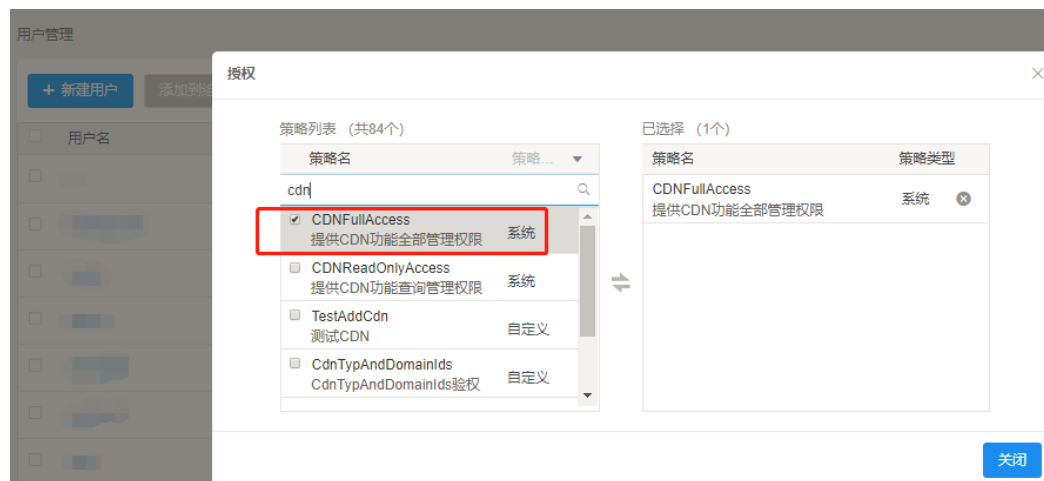 用户管理
授权
+ 新建用户
添加到
用户名
策略列表 (共84个)
已选择 (1个)
策略名 策略...
策略名 策略类型
cdn
CDNFullAccess
提供CDN功能全部管理权限 系统
CDNFullAccess
提供CDN功能全部管理权限 系统
CDNReadOnlyAccess
提供CDN功能查询管理权限 系统
TestAddCdn
测试CDN 自定义
CdnTypAndDomainIds
CdnTypAndDomainIds验权 自定义
关闭